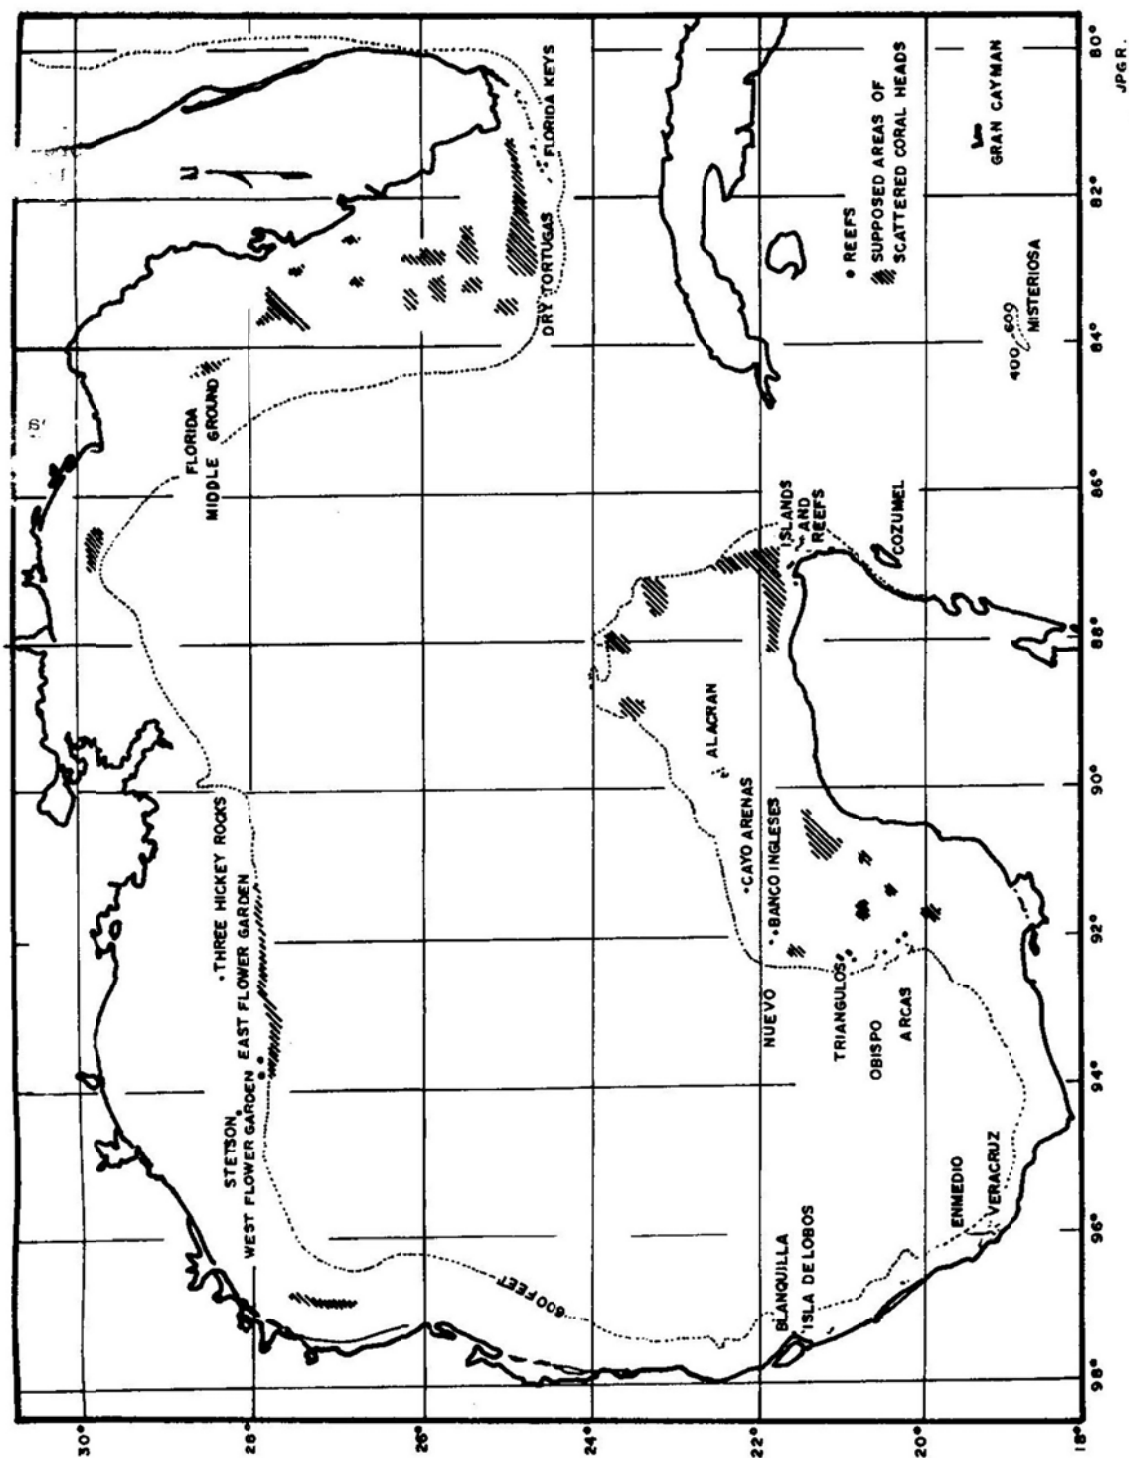 N
30°
FLORIDA
MIDDLE GROUND
THREE HICKEY ROCKS
STETSON
WEST FLOWER GARDEN EAST FLOWER GARDEN
28°
26°
600 FEET
DRY TORTUGAS
FLORIDA KEYS
24°
ALACRAN
CAYO ARENAS
BANCO INGLESES
NUEVO
22°
BLANQUILLA
ISLA DE LOBOS
ISLANDS
AND
REEFS
TRIANGULOS
OBISPO
ARCAS
COZUMEL
20°
ENMEDIO
VERACRUZ
REEFS
SUPPOSED AREAS OF
SCATTERED CORAL HEADS
GRAN CAYMAN
400
609
MISTERIOSA
18°
98°
96°
94°
92°
90°
88°
86°
84°
82°
80°
JPGR.